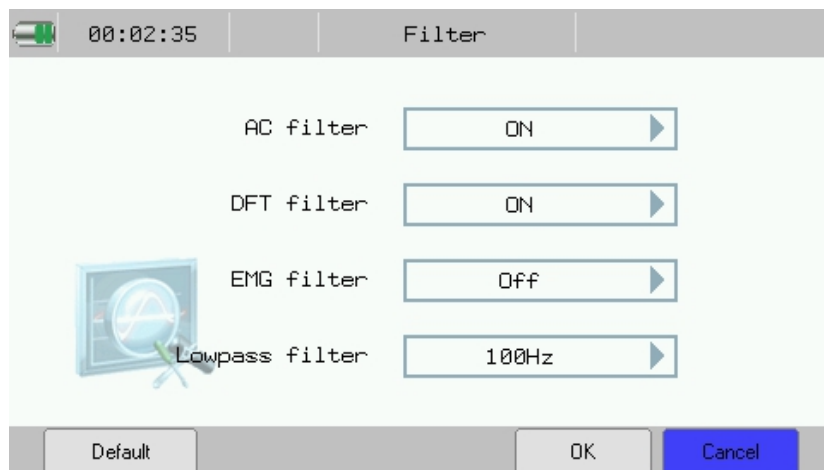 00:02:35 Filter
AC filter ON
DFT filter ON
EMG filter Off
Lowpass filter 100Hz
Default OK Cancel